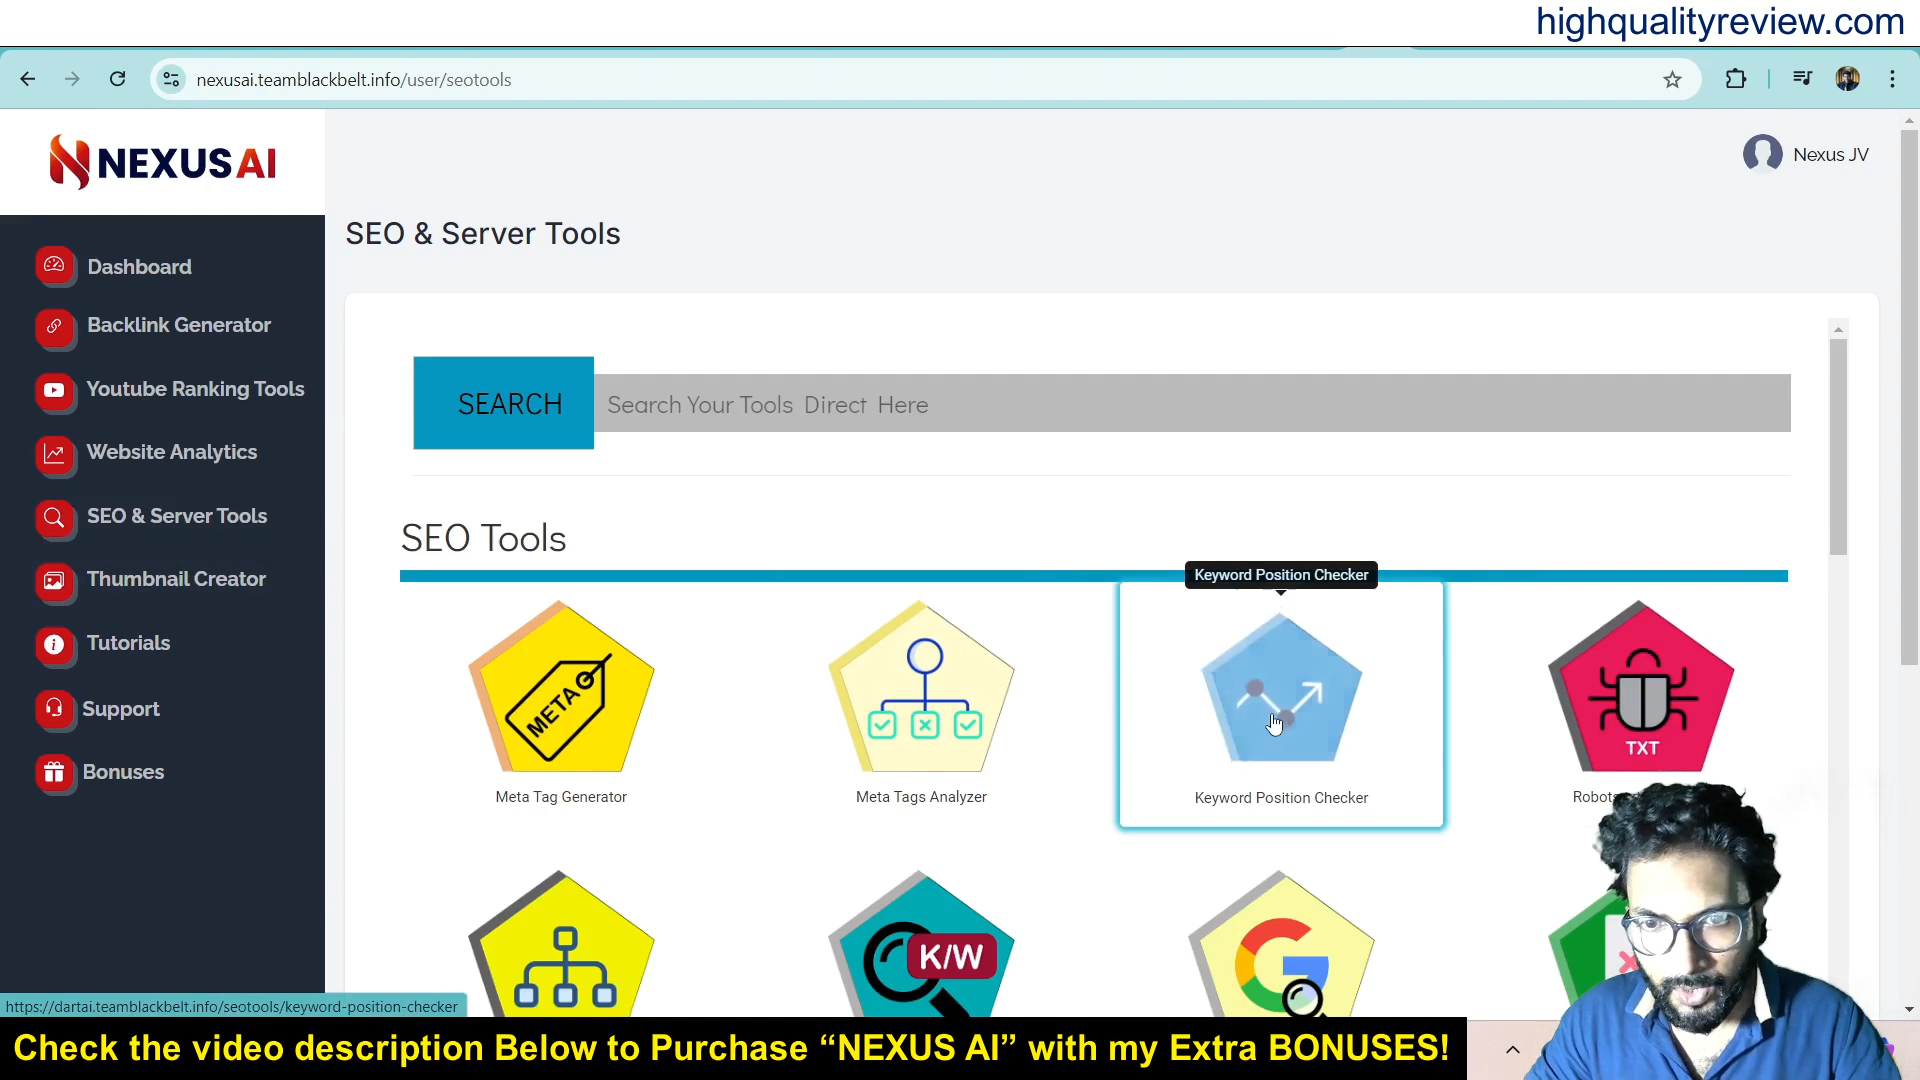 highqualityreview.com
nexusai.teamblackbelt.info/user/seotools
NEXUS AI
Nexus JV
SEO & Server Tools
Dashboard
Backlink Generator
Youtube Ranking Tools
Website Analytics
SEO & Server Tools
Thumbnail Creator
Tutorials
Support
Bonuses
SEARCH
Search Your Tools Direct Here
SEO Tools
Keyword Position Checker
META
TXT
Meta Tag Generator
Meta Tags Analyzer
Keyword Position Checker
Robots
K/W
https://dartai.teamblackbelt.info/seotools/keyword-position-checker
Check the video description Below to Purchase “NEXUS AI” with my Extra BONUSES!